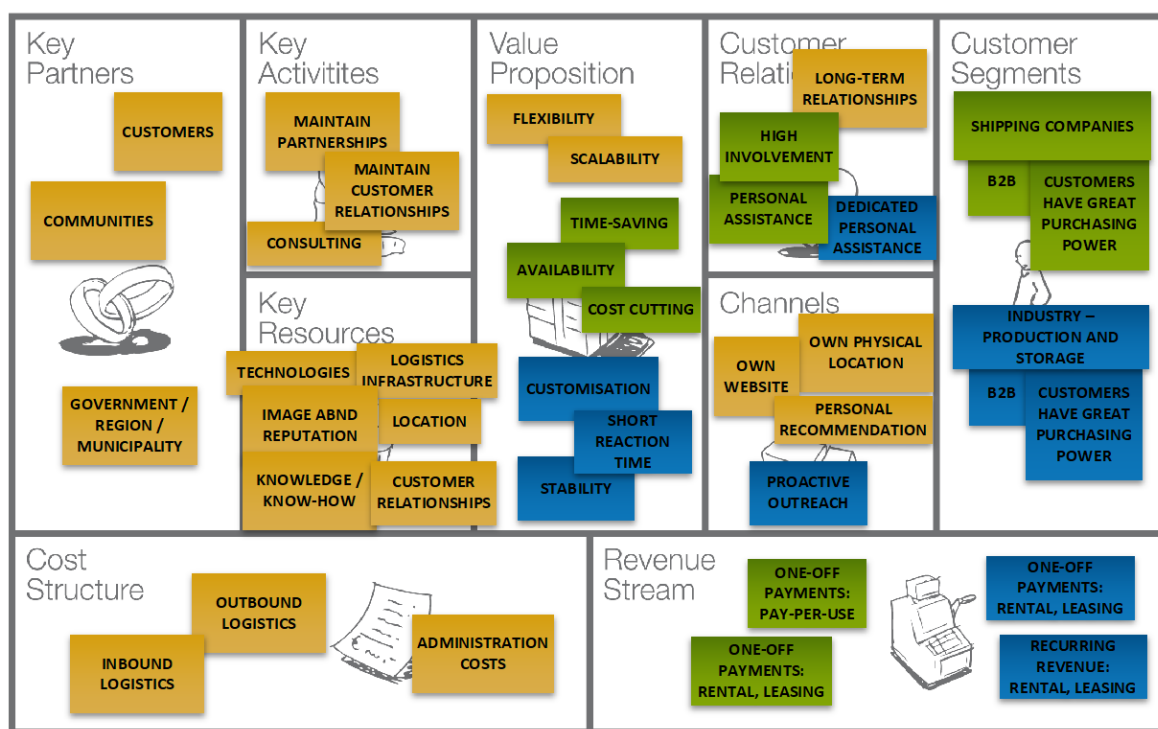 Key
Partners
CUSTOMERS
COMMUNITIES
GOVERNMENT /
REGION /
MUNICIPALITY
Key
Activitites
MAINTAIN
PARTNERSHIPS
MAINTAIN
CUSTOMER
RELATIONSHIPS
CONSULTING
Key
Resources
TECHNOLOGIES
LOGISTICS
INFRASTRUCTURE
IMAGE ABND
REPUTATION
LOCATION
KNOWLEDGE /
KNOW-HOW
CUSTOMER
RELATIONSHIPS
Value
Proposition
FLEXIBILITY
SCALABILITY
TIME-SAVING
AVAILABILITY
COST CUTTING
CUSTOMISATION
SHORT
REACTION
TIME
STABILITY
Customer
Relatio
LONG-TERM
RELATIONSHIPS
HIGH
INVOLVEMENT
PERSONAL
ASSISTANCE
DEDICATED
PERSONAL
ASSISTANCE
Channels
OWN PHYSICAL
LOCATION
OWN
WEBSITE
PERSONAL
RECOMMENDATION
PROACTIVE
OUTREACH
Customer
Segments
SHIPPING COMPANIES
B2B
CUSTOMERS
HAVE GREAT
PURCHASING
POWER
INDUSTRY –
PRODUCTION AND
STORAGE
B2B
CUSTOMERS
HAVE GREAT
PURCHASING
POWER
Cost
Structure
OUTBOUND
LOGISTICS
INBOUND
LOGISTICS
ADMINISTRATION
COSTS
Revenue
Stream
ONE-OFF
PAYMENTS:
PAY-PER-USE
ONE-OFF
PAYMENTS:
RENTAL, LEASING
ONE-OFF
PAYMENTS:
RENTAL, LEASING
RECURRING
REVENUE:
RENTAL, LEASING